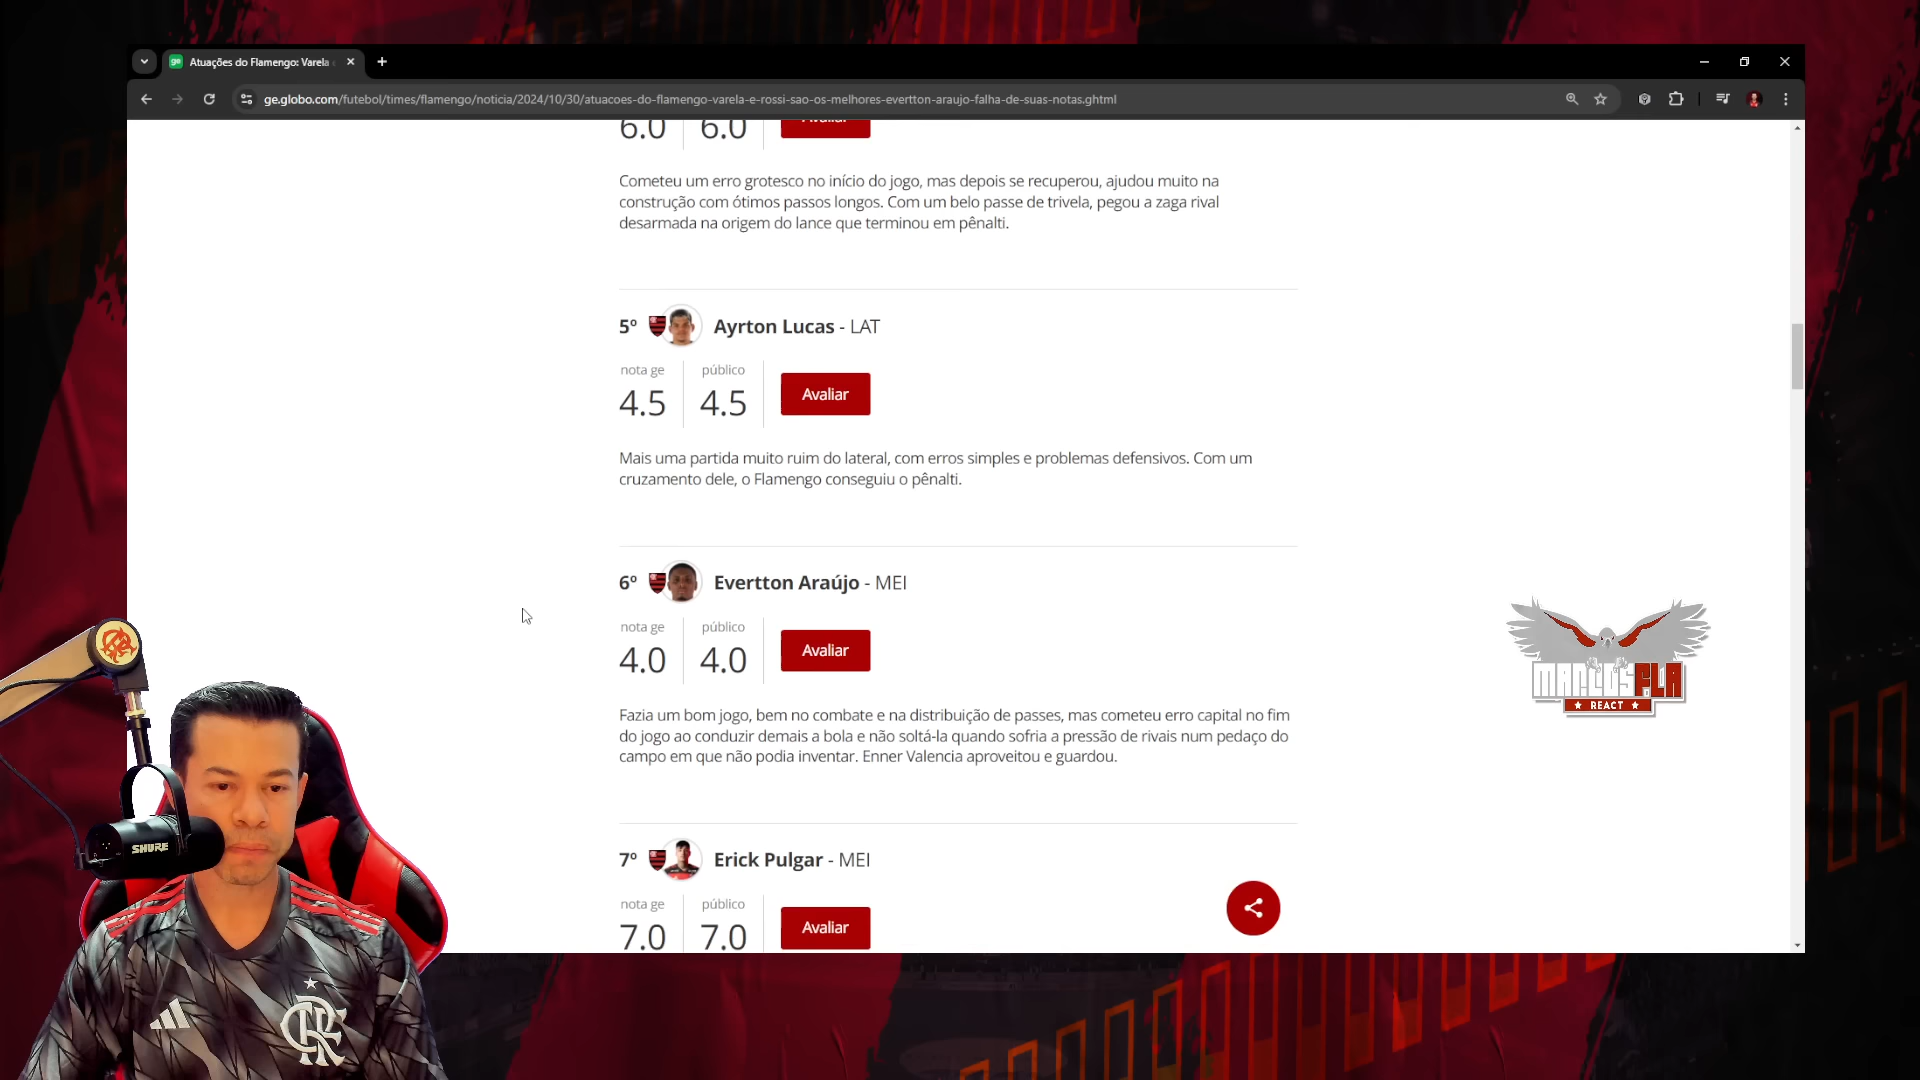 ge Atuações do Flamengo: Varela
ge.globo.com/futebol/times/flamengo/noticia/2024/10/30/atuacoes-do-flamengo-varela-e-rossi-sao-os-melhores-evertton-araujo-falha-de-suas-notas.ghtml
6.0 6.0 Avaliar
Cometeu um erro grotesco no início do jogo, mas depois se recuperou, ajudou muito na
construção com ótimos passos longos. Com um belo passe de trivela, pegou a zaga rival
desarmada na origem do lance que terminou em pênalti.
5º Ayrton Lucas - LAT
nota ge público
4.5 4.5 Avaliar
Mais uma partida muito ruim do lateral, com erros simples e problemas defensivos. Com um
cruzamento dele, o Flamengo conseguiu o pênalti.
6º Evertton Araújo - MEI
nota ge público
4.0 4.0 Avaliar
Fazia um bom jogo, bem no combate e na distribuição de passes, mas cometeu erro capital no fim
do jogo ao conduzir demais a bola e não soltá-la quando sofria a pressão de rivais num pedaço do
campo em que não podia inventar. Enner Valencia aproveitou e guardou.
7º Erick Pulgar - MEI
nota ge público
7.0 7.0 Avaliar
MARCOSFLA
REACT
SHURE